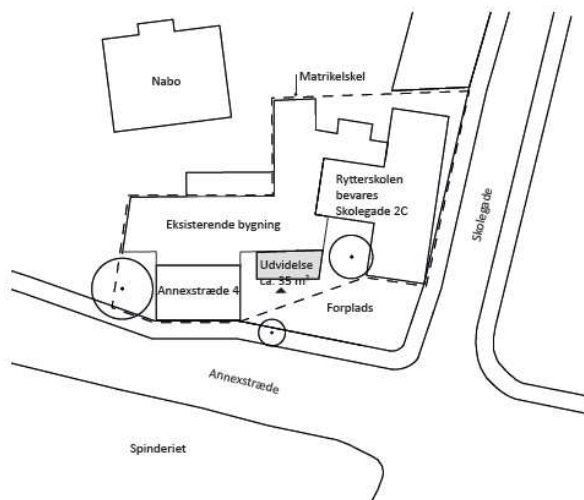 Nabo
Matrikelskel
Rytterskolen
bevares
Skolegade 2C
Skolegade
Eksisterende bygning
Udvidelse
ca. 35 m²
Annexstræde 4
Forplads
Annexstræde
Spinderiet